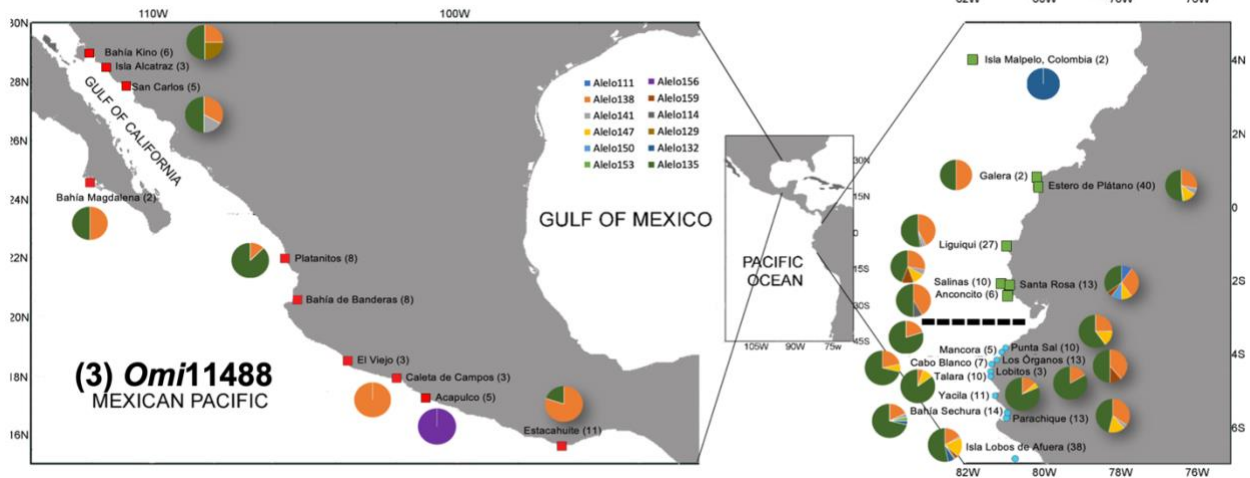 110W 100W
30N
28N
26N
24N
22N
20N
18N
16N
Bahía Kino (6)
Isla Alcatraz (3)
San Carlos (5)
GULF OF CALIFORNIA
Bahía Magdalena (2)
Platanitos (8)
Bahía de Banderas (8)
El Viejo (3)
Caleta de Campos (3)
Acapulco (5)
Estacahuite (11)
(3) Omi11488
MEXICAN PACIFIC
Alelo111 Alelo156
Alelo138 Alelo159
Alelo141 Alelo114
Alelo147 Alelo129
Alelo150 Alelo132
Alelo153 Alelo135
GULF OF MEXICO
PACIFIC
OCEAN
30N
15N
0
15S
30S
45S
105W 90W 75W
Isla Malpelo, Colombia (2)
Galera (2)
Estero de Plátano (40)
Liguiqui (27)
Salinas (10)
Santa Rosa (13)
Anconcito (6)
Punta Sal (10)
Mancora (5)
Los Órganos (13)
Cabo Blanco (7)
Lobitos (3)
Talara (10)
Yacila (11)
Bahía Sechura (14)
Parachique (13)
Isla Lobos de Afuera (38)
4N
2N
0
2S
4S
6S
82W 80W 78W 76W